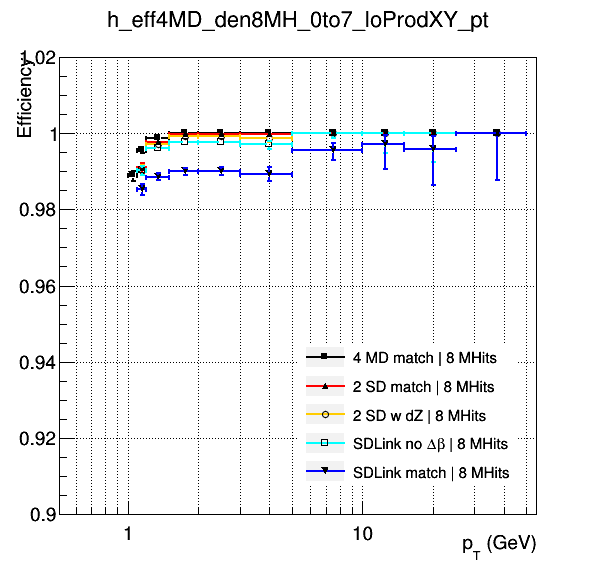 h_eff4MD_den8MH_0to7_loProdXY_pt
Efficiency
1.02
1
0.98
0.96
0.94
0.92
0.9
4 MD match | 8 MHits
2 SD match | 8 MHits
2 SD w dZ | 8 MHits
SDLink no Δβ | 8 MHits
SDLink match | 8 MHits
1
10
p_T (GeV)